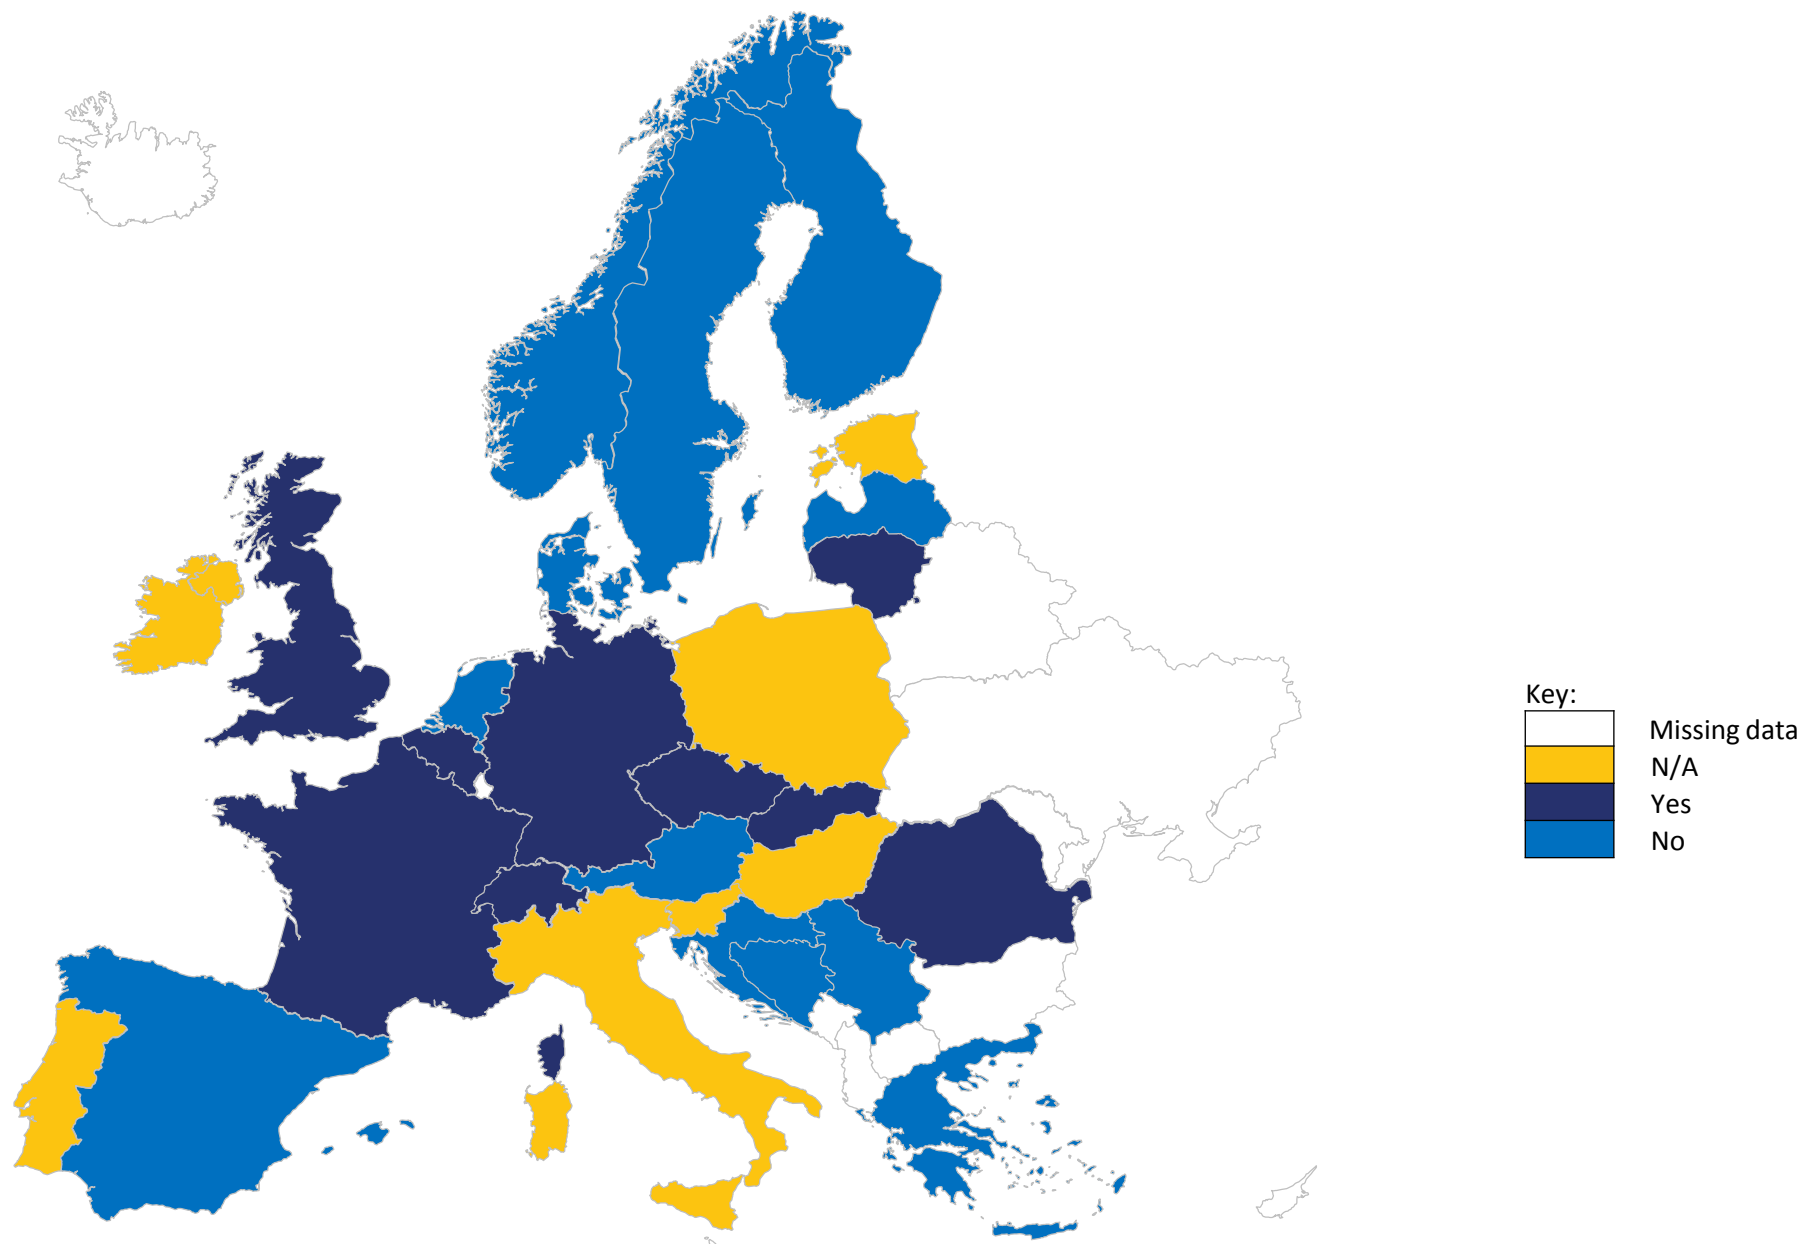 Key:
Missing data
N/A
Yes
No